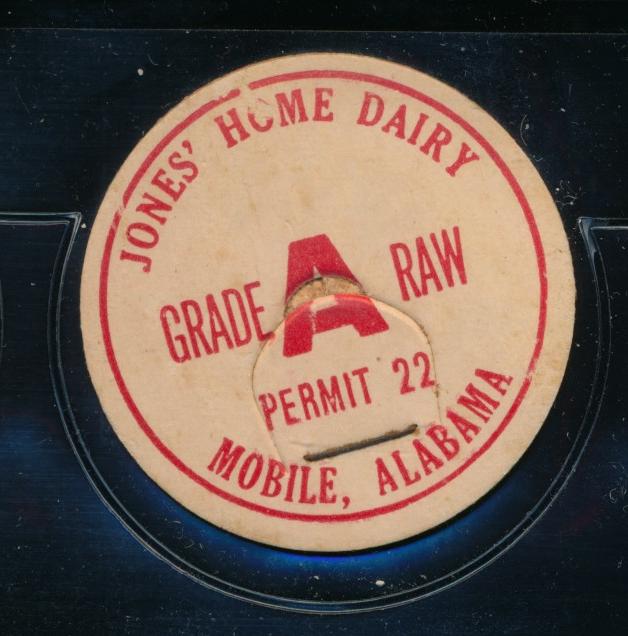 JONES' HOME DAIRY
GRADE A RAW
PERMIT 22
MOBILE, ALABAMA